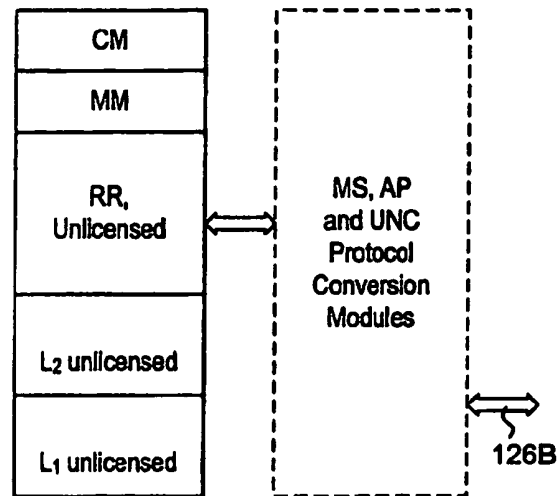 CM
MM
RR,
Unlicensed
L2 unlicensed
L1 unlicensed
MS, AP
and UNC
Protocol
Conversion
Modules
126B